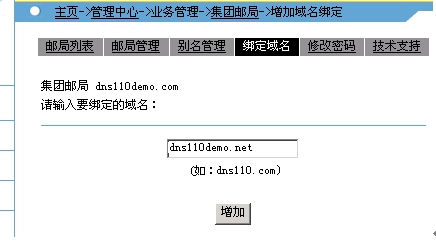 主页->管理中心->业务管理->集团邮局->增加域名绑定
邮局列表 邮局管理 别名管理 绑定域名 修改密码 技术支持
集团邮局 dns110demo.com
请输入要绑定的域名：
dns110demo.net
(如：dns110.com)
增加